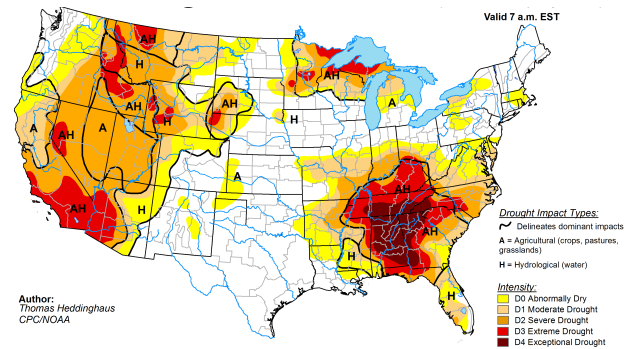 Valid 7 a.m. EST
AH
H
AH
AH
A
AH
A
AH
H
AH
H
A
A
H
AH
AH
AH
H
H
Drought Impact Types:
Delineates dominant impacts
A = Agricultural (crops, pastures,
grasslands)
H = Hydrological (water)
Intensity:
D0 Abnormally Dry
D1 Moderate Drought
D2 Severe Drought
D3 Extreme Drought
D4 Exceptional Drought
Author:
Thomas Heddinghaus
CPC/NOAA